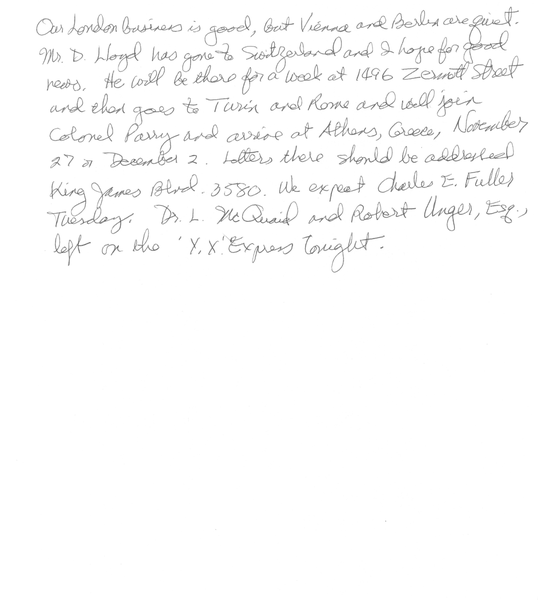 Our London business is good, but Vienna and Berlin are quiet.
Mr. D. Lloyd has gone to Switzerland and I hope for good
news. He will be there for a week at 1496 Zermott Street
and then goes to Turin and Rome and will join
Colonel Parry and arrive at Athens, Greece, November
27 or December 2. Letters there should be addressed
King James Blvd. 3580. We expect Charles E. Fuller
Tuesday. Dr. L. McQuaid and Robert Unger, Esq.,
left on the 'Y.X.' Express tonight.